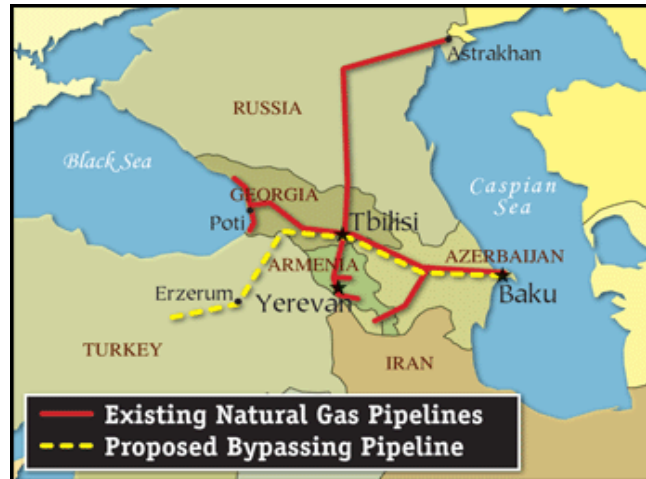 Astrakhan
RUSSIA
Black Sea
Caspian
Sea
GEORGIA
Poti
Tbilisi
AZERBAIJAN
ARMENIA
Baku
Erzerum
Yerevan
TURKEY
IRAN
Existing Natural Gas Pipelines
Proposed Bypassing Pipeline